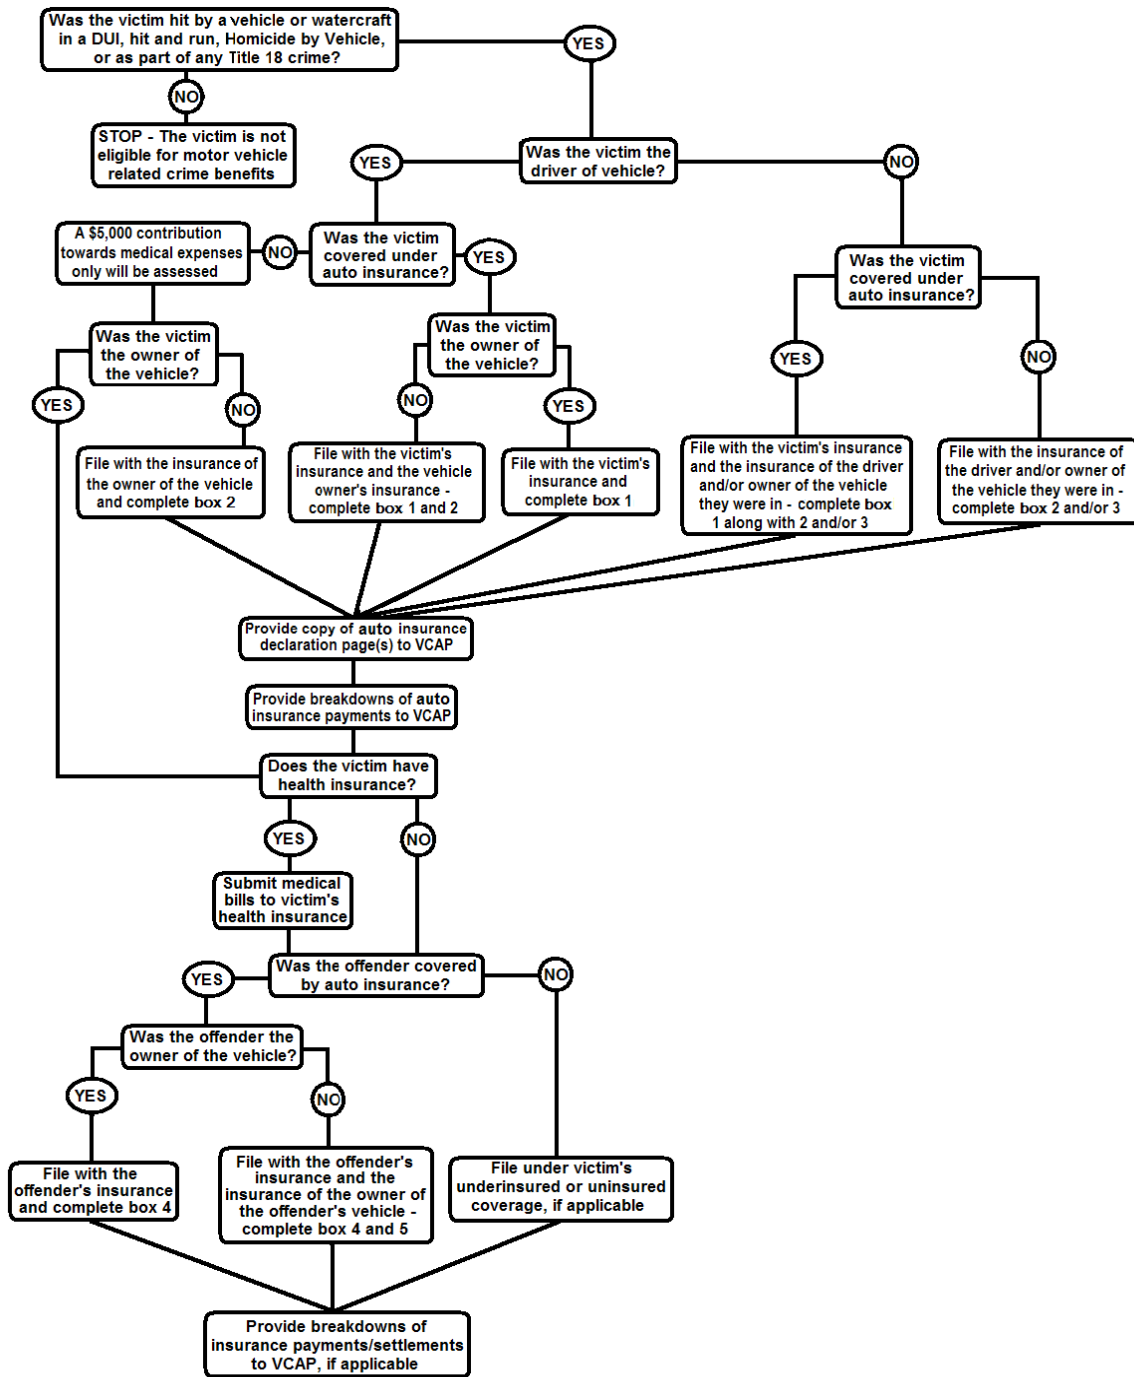 Was the victim hit by a vehicle or watercraft
in a DUI, hit and run, Homicide by Vehicle,
or as part of any Title 18 crime?
YES
NO
STOP - The victim is not
eligible for motor vehicle
related crime benefits
Was the victim the
driver of vehicle?
YES
NO
A $5,000 contribution
towards medical expenses
only will be assessed
NO
Was the victim
covered under
auto insurance?
YES
Was the victim
covered under
auto insurance?
Was the victim
the owner of
the vehicle?
Was the victim
the owner of
the vehicle?
YES
NO
YES
NO
NO
YES
File with the insurance of
the owner of the vehicle
and complete box 2
File with the victim's
insurance and the vehicle
owner's insurance -
complete box 1 and 2
File with the victim's
insurance and
complete box 1
File with the victim's insurance
and the insurance of the driver
and/or owner of the vehicle
they were in - complete box
1 along with 2 and/or 3
File with the insurance of
the driver and/or owner of
the vehicle they were in -
complete box 2 and/or 3
Provide copy of auto insurance
declaration page(s) to VCAP
Provide breakdowns of auto
insurance payments to VCAP
Does the victim have
health insurance?
YES
NO
Submit medical
bills to victim's
health insurance
Was the offender covered
by auto insurance?
YES
NO
Was the offender the
owner of the vehicle?
YES
NO
File with the
offender's insurance
and complete box 4
File with the offender's
insurance and the
insurance of the owner of
the offender's vehicle -
complete box 4 and 5
File under victim's
underinsured or uninsured
coverage, if applicable
Provide breakdowns of
insurance payments/settlements
to VCAP, if applicable